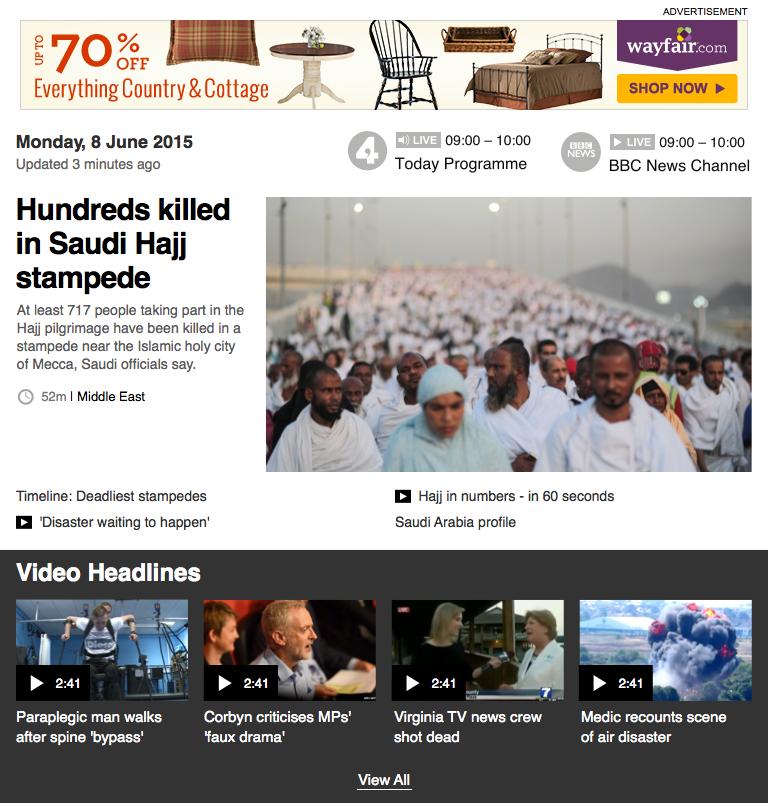 ADVERTISEMENT
UP TO 70% OFF
Everything Country & Cottage
wayfair.com
SHOP NOW
Monday, 8 June 2015
Updated 3 minutes ago
4
LIVE 09:00 – 10:00
Today Programme
BBC NEWS
LIVE 09:00 – 10:00
BBC News Channel
Hundreds killed
in Saudi Hajj
stampede
At least 717 people taking part in the
Hajj pilgrimage have been killed in a
stampede near the Islamic holy city
of Mecca, Saudi officials say.
52m | Middle East
Timeline: Deadliest stampedes
Hajj in numbers - in 60 seconds
'Disaster waiting to happen'
Saudi Arabia profile
Video Headlines
2:41
2:41
LIVE
7
2:41
2:41
Paraplegic man walks
after spine 'bypass'
Corbyn criticises MPs'
'faux drama'
Virginia TV news crew
shot dead
Medic recounts scene
of air disaster
View All